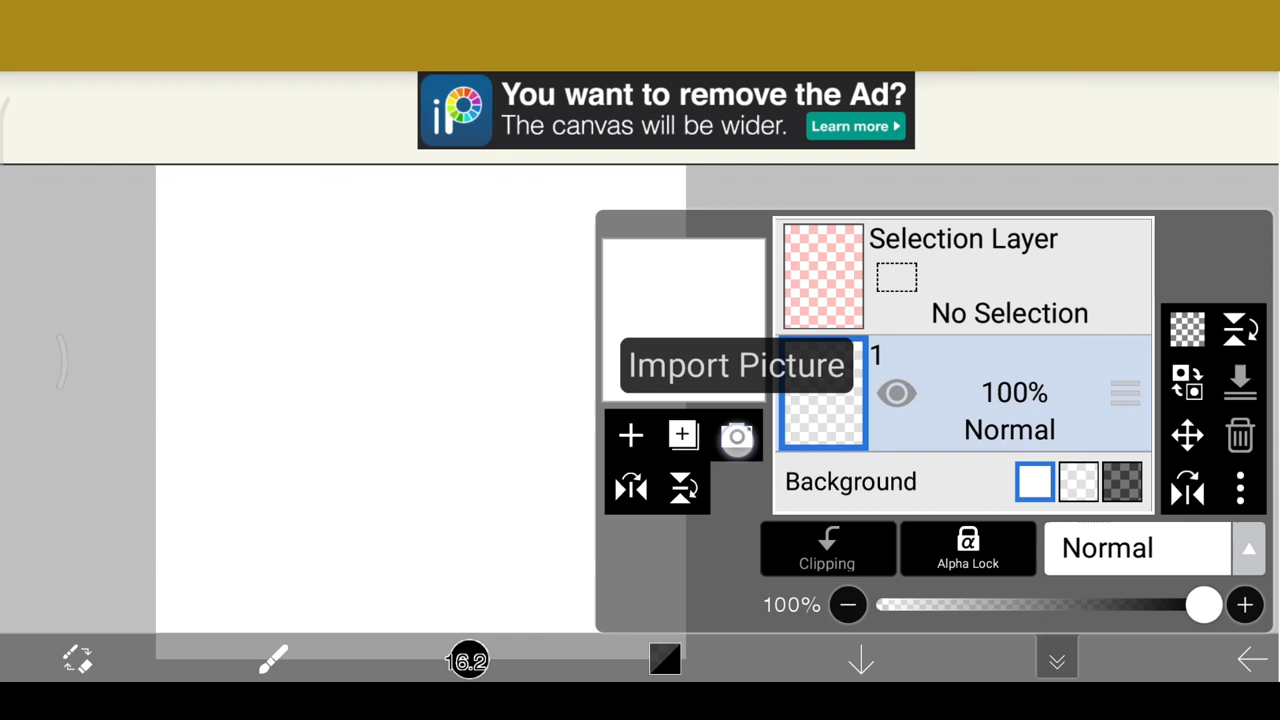 iP
You want to remove the Ad?
The canvas will be wider.
Learn more
Selection Layer
No Selection
Import Picture
1
100%
Normal
Background
Clipping
α
Alpha Lock
Normal
100%
16.2